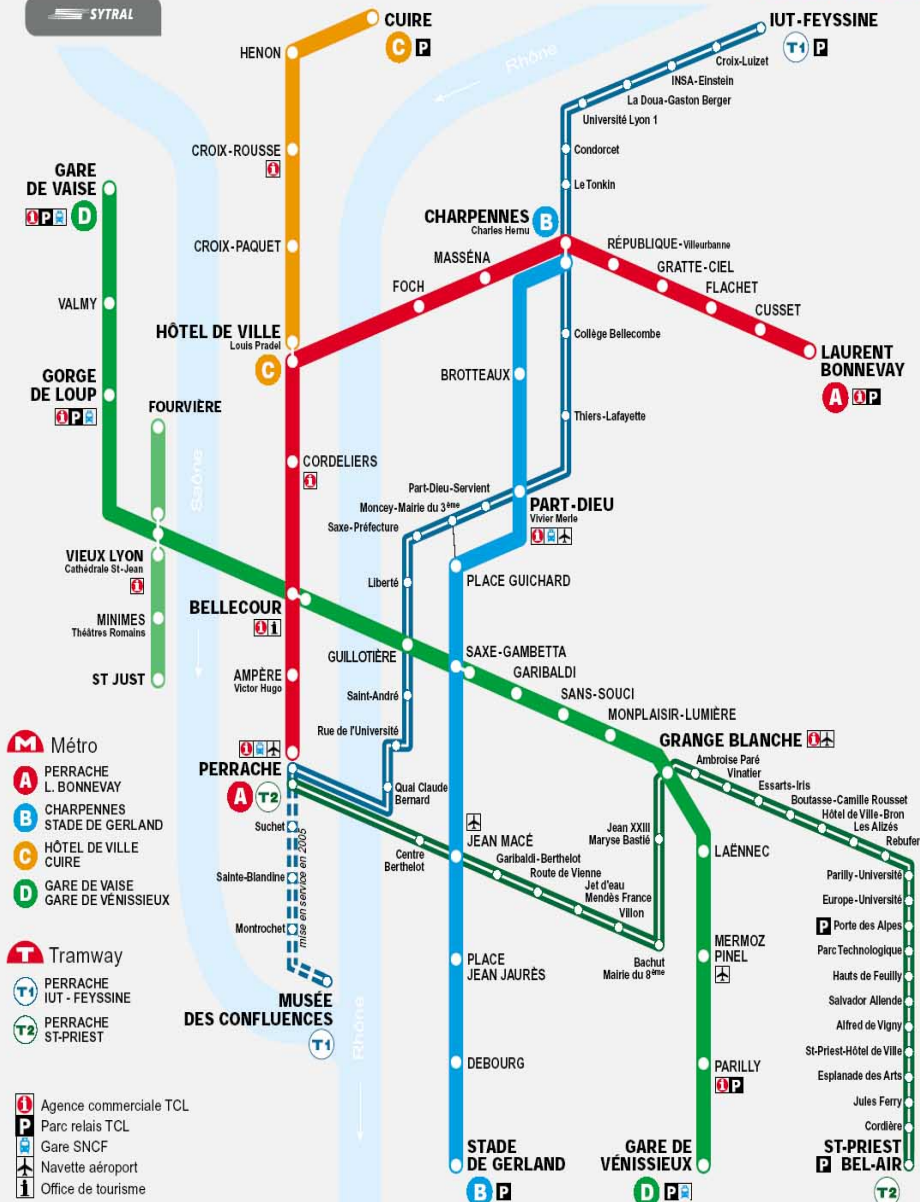 SYTRAL
CUIRE
C P
HENON
CROIX-ROUSSE
CROIX-PAQUET
HÔTEL DE VILLE
Louis Pradel
C
Rhône
IUT-FEYSSINE
T1 P
Croix-Luizet
INSA-Einstein
La Doua-Gaston Berger
Université Lyon 1
Condorcet
Le Tonkin
CHARPENNES
Charles Hernu
B
GARE
DE VAISE
P D
VALMY
GORGE
DE LOUP
P
FOURVIÈRE
Saône
VIEUX LYON
Cathédrale St-Jean
MINIMES
Théâtres Romains
ST JUST
MASSÉNA
FOCH
RÉPUBLIQUE-Villeurbanne
GRATTE-CIEL
FLACHET
CUSSET
LAURENT
BONNEVAY
A P
BROTTEAUX
Collège Bellecombe
Thiers-Lafayette
CORDELIERS
Part-Dieu-Servient
Moncey-Mairie du 3ème
Saxe-Préfecture
PART-DIEU
Vivier Merle
Liberté
PLACE GUICHARD
BELLECOUR
GUILLOTIÈRE
SAXE-GAMBETTA
GARIBALDI
SANS-SOUCI
MONPLAISIR-LUMIÈRE
GRANGE BLANCHE
AMPÈRE
Victor Hugo
Saint-André
Rue de l'Université
Quai Claude
Bernard
PERRACHE
A T2
Suchet
Sainte-Blandine
Montrochet
mise en service en 2005
MUSÉE
DES CONFLUENCES
T1
Rhône
Centre
Berthelot
JEAN MACÉ
Garibaldi-Berthelot
Route de Vienne
Jet d'eau
Mendès France
Villon
Bachut
Mairie du 8ème
Jean XXIII
Maryse Bastié
Ambroise Paré
Vinatier
Essarts-Iris
Boutasse-Camille Rousset
Hôtel de Ville-Bron
Les Alizés
Rebufer
Parilly-Université
Europe-Université
P Porte des Alpes
Parc Technologique
Hauts de Feuilly
Salvador Allende
Alfred de Vigny
St-Priest-Hôtel de Ville
Esplanade des Arts
Jules Ferry
Cordière
ST-PRIEST
P BEL-AIR
T2
LAËNNEC
MERMOZ
PINEL
PARILLY
P
GARE DE
VÉNISSIEUX
D P
PLACE
JEAN JAURÈS
DEBOURG
STADE
DE GERLAND
B P
M Métro
A PERRACHE
L. BONNEVAY
B CHARPENNES
STADE DE GERLAND
C HÔTEL DE VILLE
CUIRE
D GARE DE VAISE
GARE DE VÉNISSIEUX
T Tramway
T1 PERRACHE
IUT - FEYSSINE
T2 PERRACHE
ST-PRIEST
Agence commerciale TCL
P Parc relais TCL
Gare SNCF
Navette aéroport
Office de tourisme